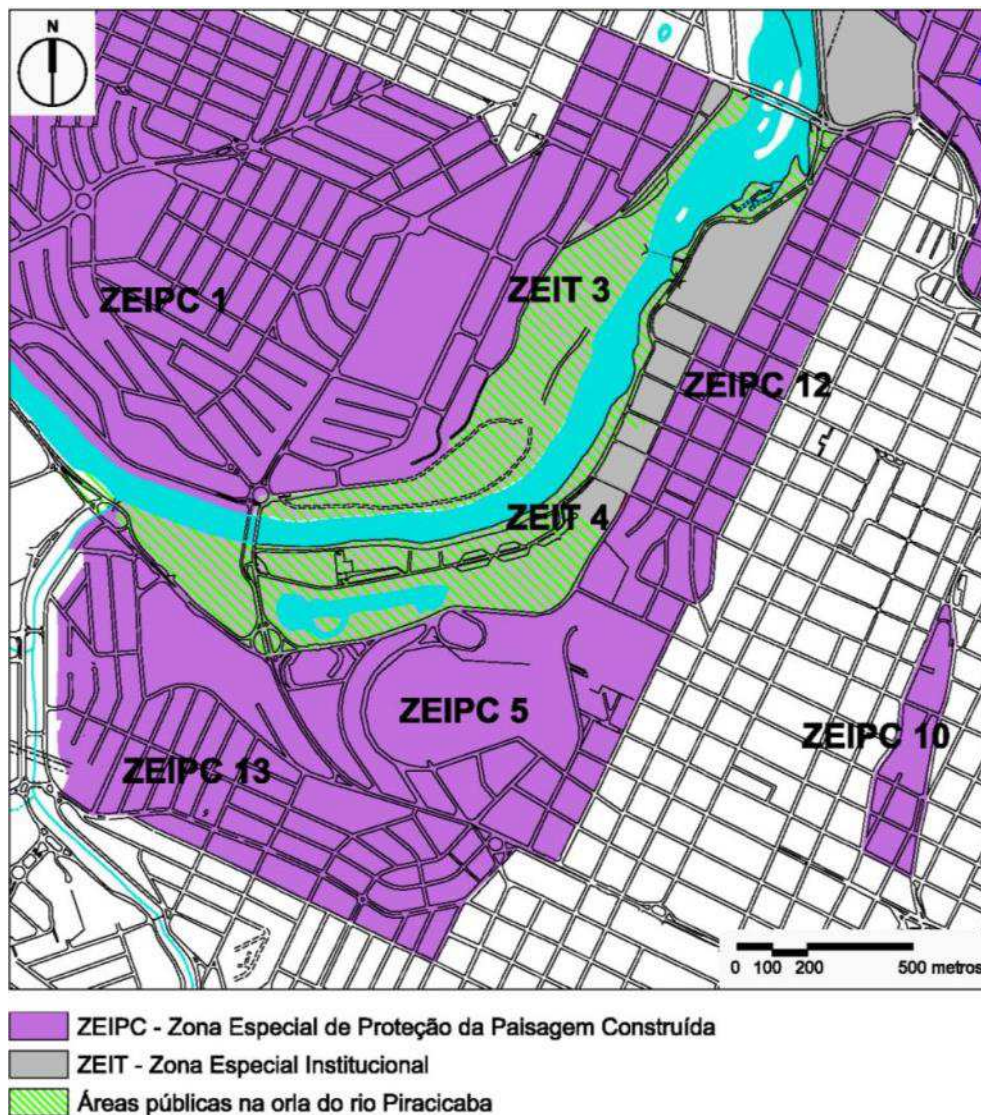 N
ZEIPC 1
ZEIT 3
ZEIPC 12
ZEIT 4
ZEIPC 5
ZEIPC 10
ZEIPC 13
0 100 200 500 metros
ZEIPC - Zona Especial de Proteção da Paisagem Construída
ZEIT - Zona Especial Institucional
Áreas públicas na orla do rio Piracicaba